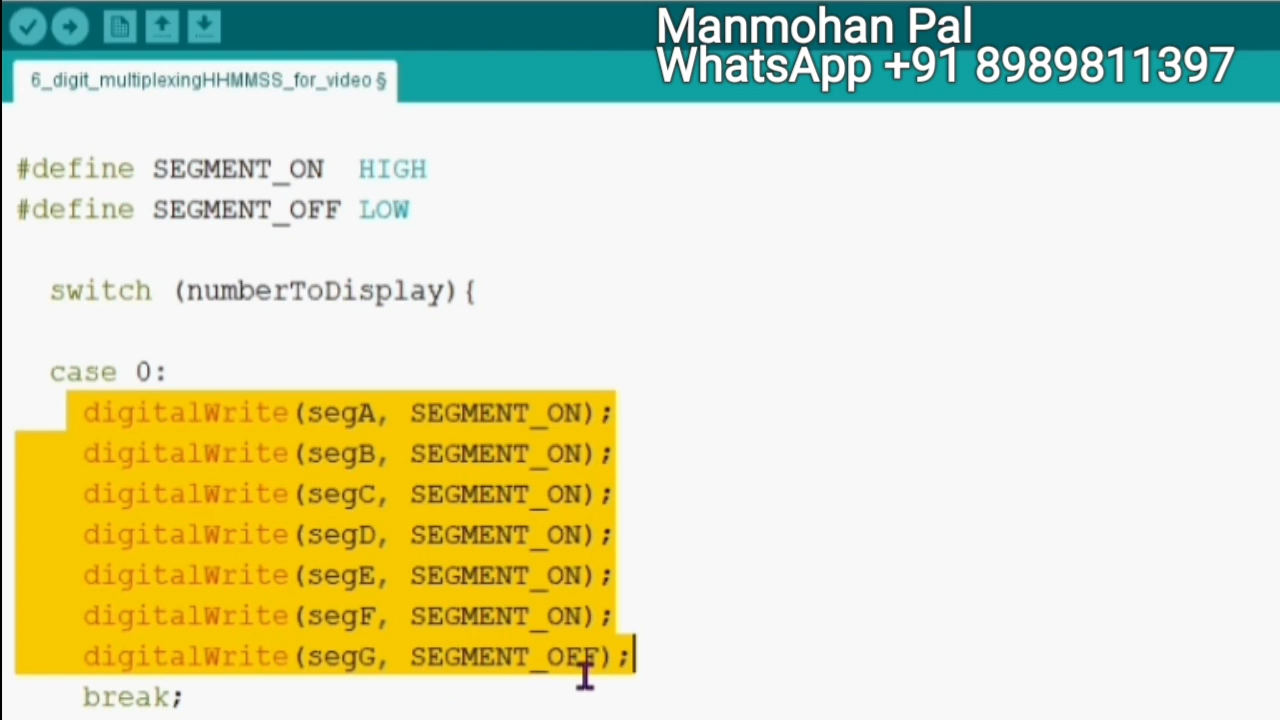 Manmohan Pal
WhatsApp +91 8989811397
6_digit_multiplexingHHMMSS_for_video §
#define SEGMENT_ON  HIGH
#define SEGMENT_OFF LOW
switch (numberToDisplay){
case 0:
digitalWrite(segA, SEGMENT_ON);
digitalWrite(segB, SEGMENT_ON);
digitalWrite(segC, SEGMENT_ON);
digitalWrite(segD, SEGMENT_ON);
digitalWrite(segE, SEGMENT_ON);
digitalWrite(segF, SEGMENT_ON);
digitalWrite(segG, SEGMENT_OFF);
break;